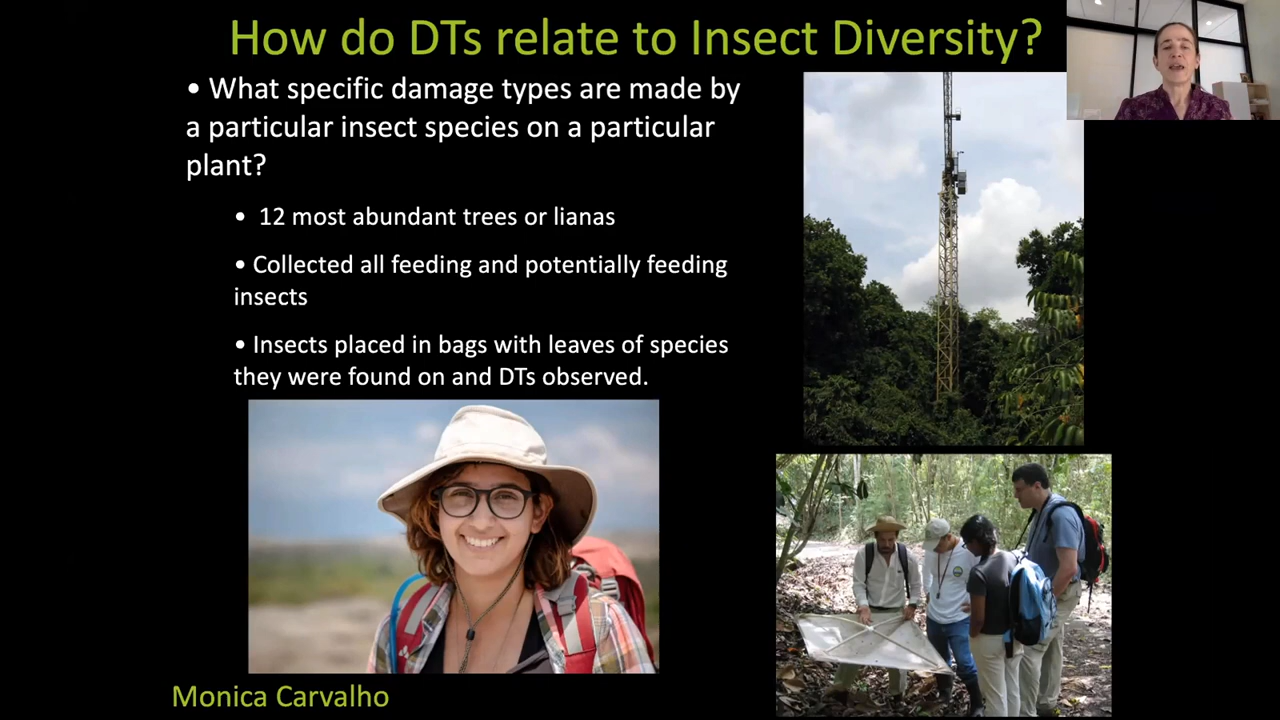 How do DTs relate to Insect Diversity?
• What specific damage types are made by
a particular insect species on a particular
plant?
• 12 most abundant trees or lianas
• Collected all feeding and potentially feeding
insects
• Insects placed in bags with leaves of species
they were found on and DTs observed.
Monica Carvalho